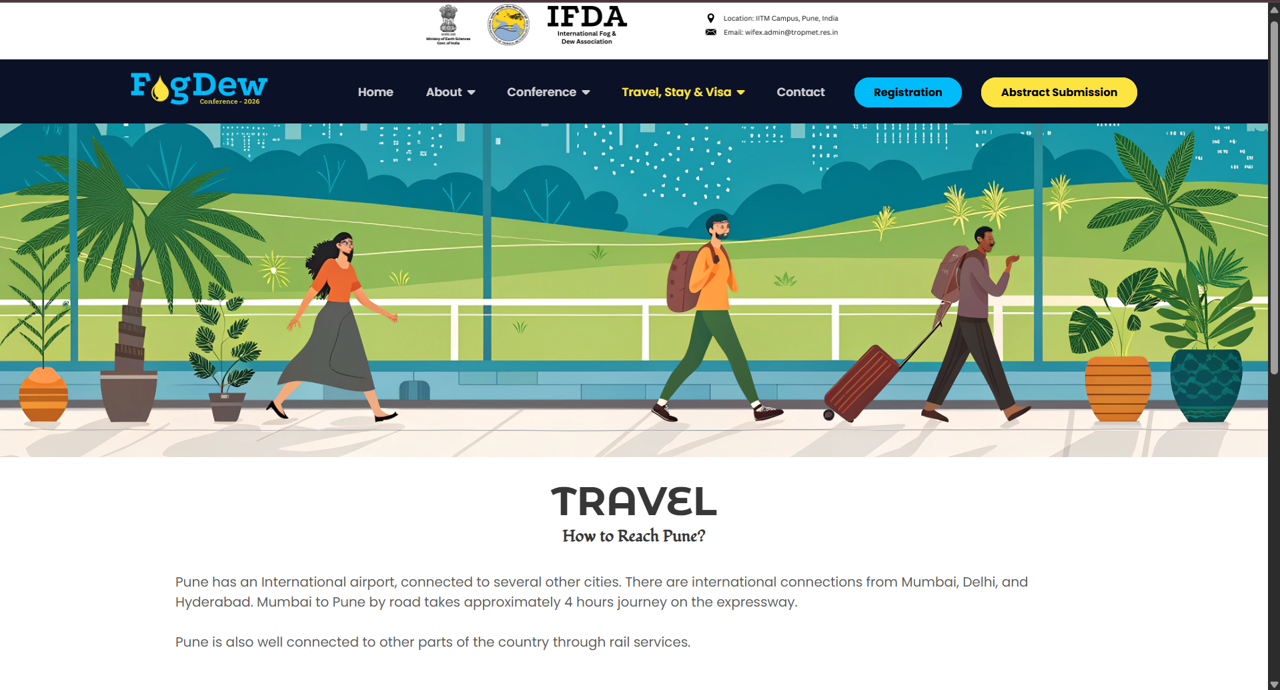 Ministry of Earth Sciences
Govt. of India
IFDA
International Fog &
Dew Association
Location: IITM Campus, Pune, India
Email: wifex.admin@tropmet.res.in
FogDew
Conference - 2026
Home
About
Conference
Travel, Stay & Visa
Contact
Registration
Abstract Submission
TRAVEL
How to Reach Pune?
Pune has an International airport, connected to several other cities. There are international connections from Mumbai, Delhi, and
Hyderabad. Mumbai to Pune by road takes approximately 4 hours journey on the expressway.
Pune is also well connected to other parts of the country through rail services.